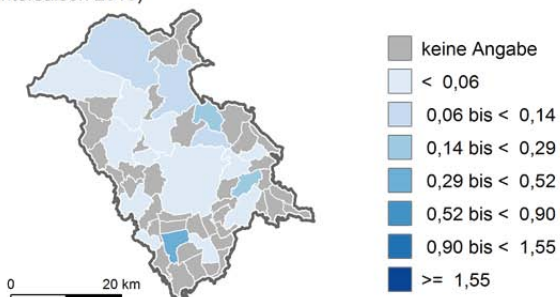 keine Angabe
< 0,06
0,06 bis < 0,14
0,14 bis < 0,29
0,29 bis < 0,52
0,52 bis < 0,90
0,90 bis < 1,55
>= 1,55
0 20 km